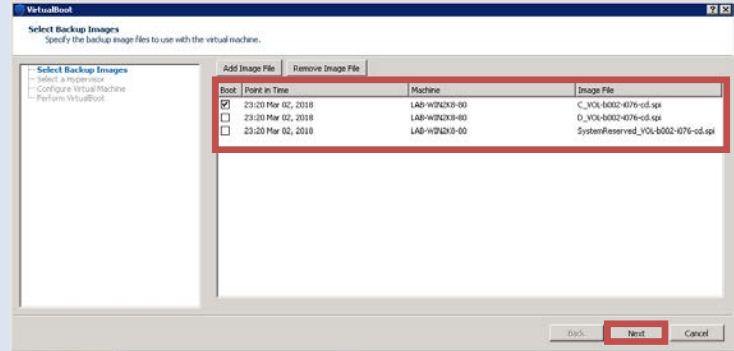 VirtualBoot
Select Backup Images
Specify the backup image files to use with the virtual machine.
Select Backup Images
Select a Hypervisor
Configure Virtual Machine
Perform VirtualBoot
Add Image File Remove Image File
Boot Point in Time Machine Image File
23:20 Mar 02, 2018 LAB-WIN2K8-80 C_VOL-b002-i076-cd.spi
23:20 Mar 02, 2018 LAB-WIN2K8-80 D_VOL-b002-i076-cd.spi
23:20 Mar 02, 2018 LAB-WIN2K8-80 SystemReserved_VOL-b002-i076-cd.spi
Back Next Cancel